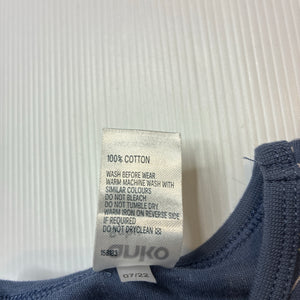 100% COTTON
WASH BEFORE WEAR
WARM MACHINE WASH WITH
SIMILAR COLOURS
DO NOT BLEACH
DO NOT TUMBLE DRY
WARM IRON ON REVERSE SIDE
IF REQUIRED
DO NOT DRYCLEAN
OUKO
07/22